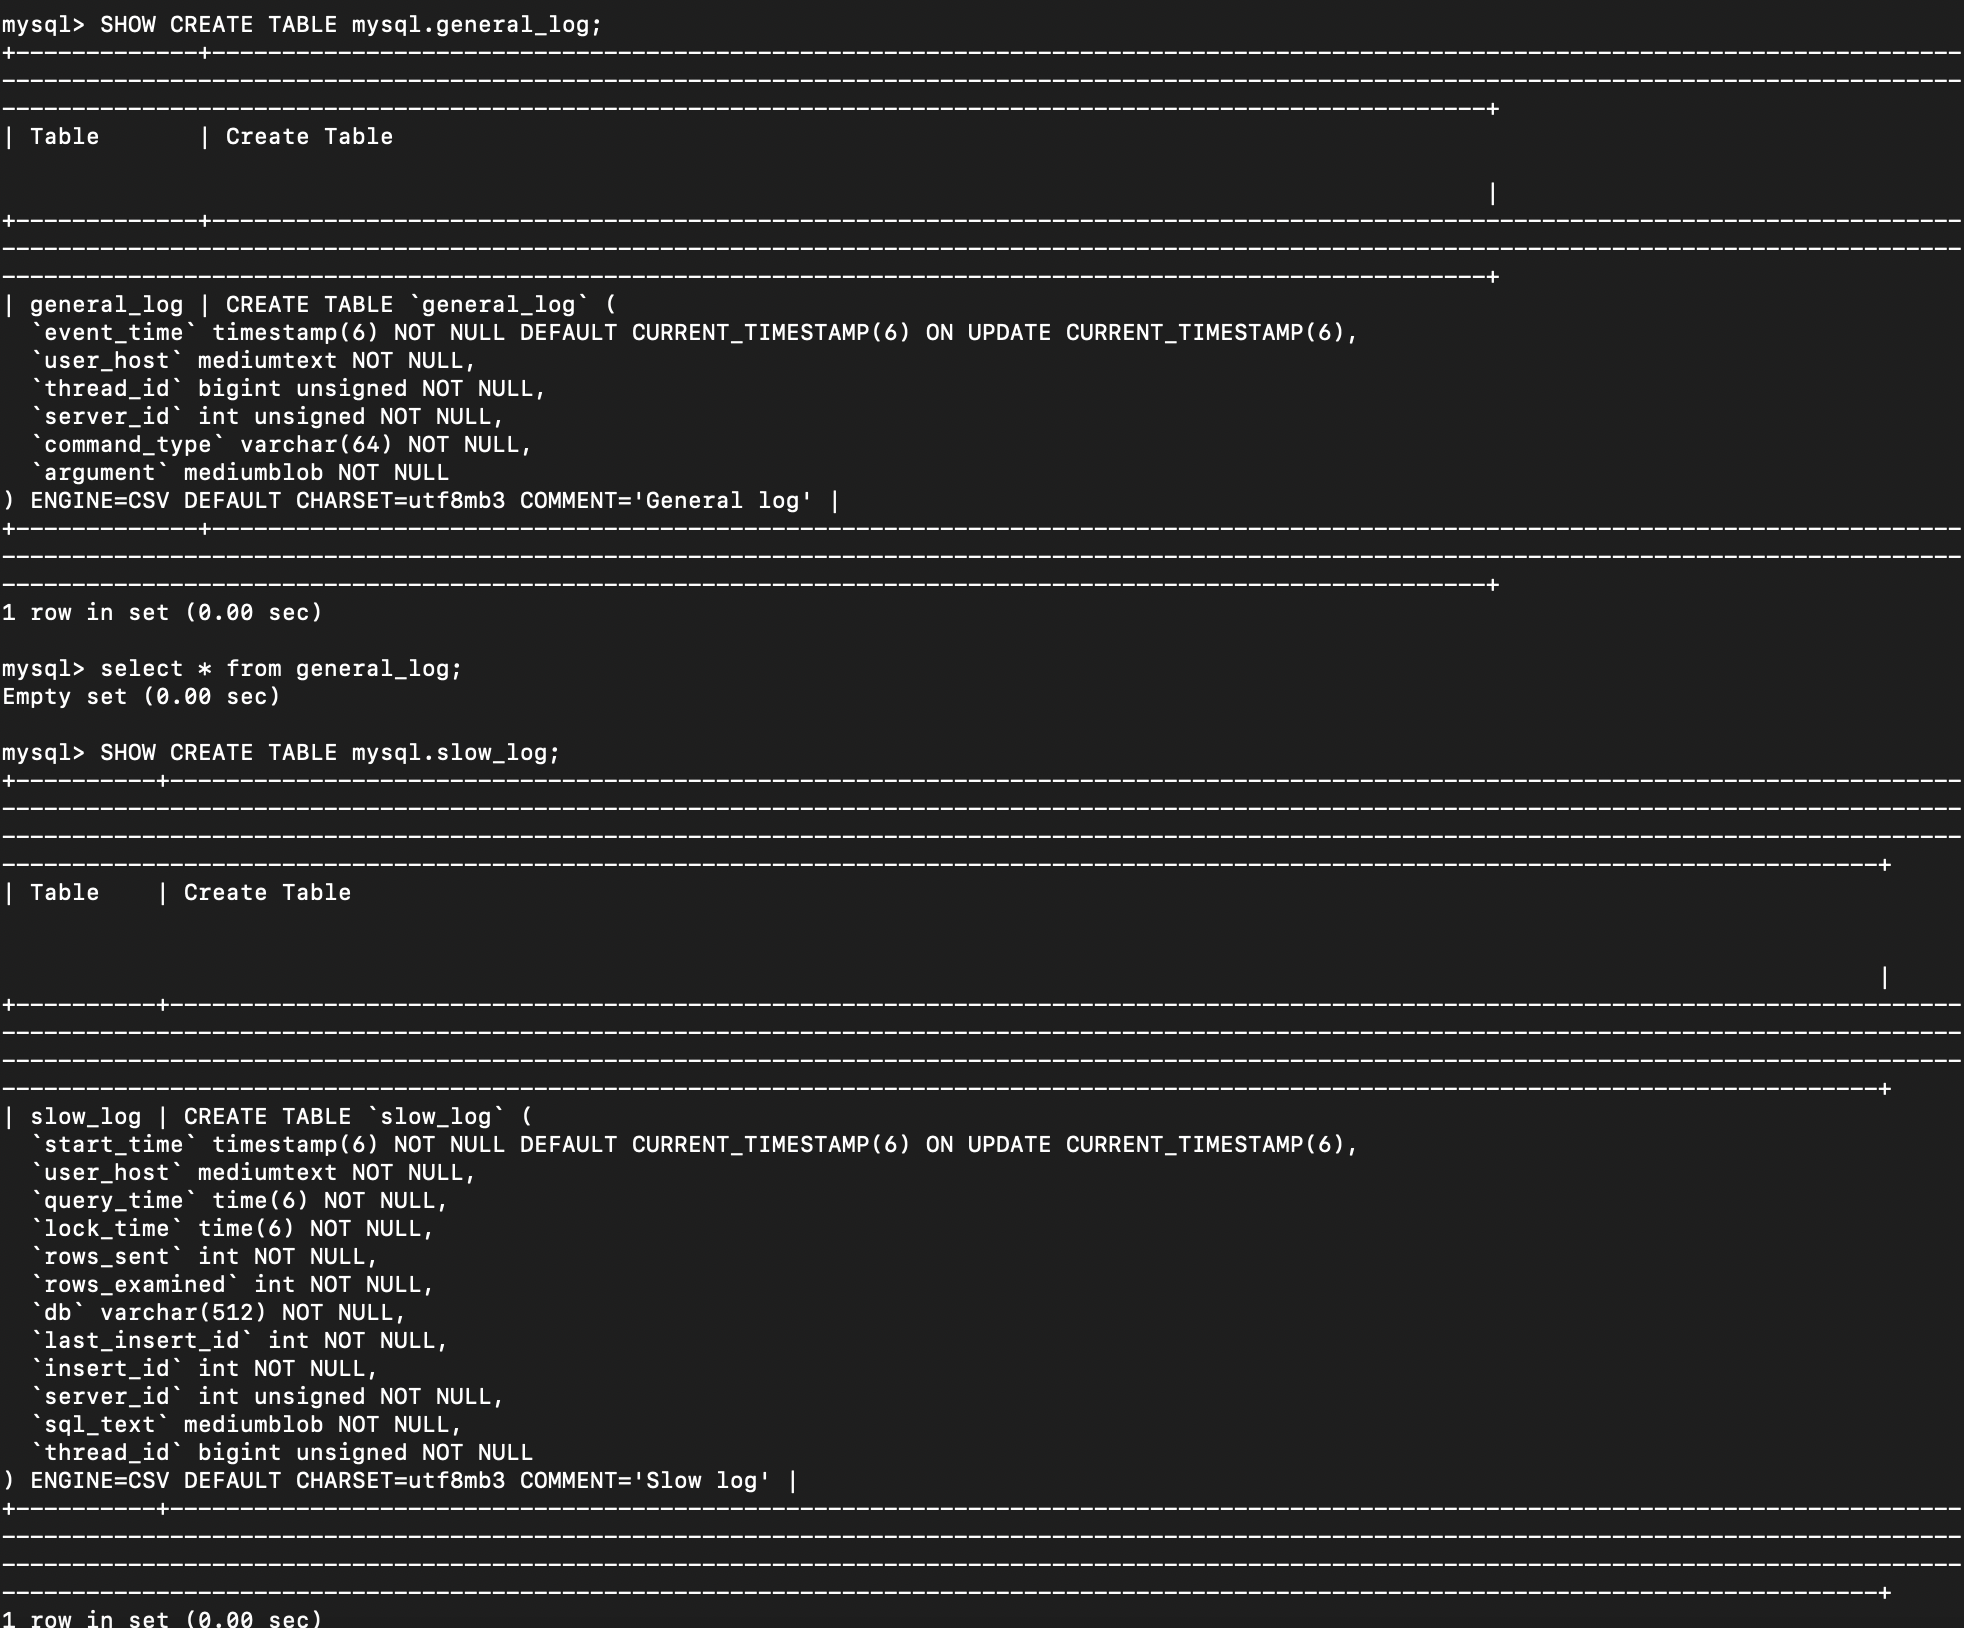 mysql> SHOW CREATE TABLE mysql.general_log;
+-------------+-----------------------------------------------------------------------------------------------------------------------------
--------------------------------------------------------------------------------------------------------------------------------------------
----------------------------------------------------------------------------------------------------------+
| Table       | Create Table
|
+-------------+-----------------------------------------------------------------------------------------------------------------------------
--------------------------------------------------------------------------------------------------------------------------------------------
----------------------------------------------------------------------------------------------------------+
| general_log | CREATE TABLE `general_log` (
  `event_time` timestamp(6) NOT NULL DEFAULT CURRENT_TIMESTAMP(6) ON UPDATE CURRENT_TIMESTAMP(6),
  `user_host` mediumtext NOT NULL,
  `thread_id` bigint unsigned NOT NULL,
  `server_id` int unsigned NOT NULL,
  `command_type` varchar(64) NOT NULL,
  `argument` mediumblob NOT NULL
) ENGINE=CSV DEFAULT CHARSET=utf8mb3 COMMENT='General log' |
+-------------+-----------------------------------------------------------------------------------------------------------------------------
--------------------------------------------------------------------------------------------------------------------------------------------
----------------------------------------------------------------------------------------------------------+
1 row in set (0.00 sec)

mysql> select * from general_log;
Empty set (0.00 sec)

mysql> SHOW CREATE TABLE mysql.slow_log;
+----------+--------------------------------------------------------------------------------------------------------------------------------
--------------------------------------------------------------------------------------------------------------------------------------------
--------------------------------------------------------------------------------------------------------------------------------------------
--------------------------------------------------------------------------------------------------------------------------------------+
| Table    | Create Table
|
+----------+--------------------------------------------------------------------------------------------------------------------------------
--------------------------------------------------------------------------------------------------------------------------------------------
--------------------------------------------------------------------------------------------------------------------------------------------
--------------------------------------------------------------------------------------------------------------------------------------+
| slow_log | CREATE TABLE `slow_log` (
  `start_time` timestamp(6) NOT NULL DEFAULT CURRENT_TIMESTAMP(6) ON UPDATE CURRENT_TIMESTAMP(6),
  `user_host` mediumtext NOT NULL,
  `query_time` time(6) NOT NULL,
  `lock_time` time(6) NOT NULL,
  `rows_sent` int NOT NULL,
  `rows_examined` int NOT NULL,
  `db` varchar(512) NOT NULL,
  `last_insert_id` int NOT NULL,
  `insert_id` int NOT NULL,
  `server_id` int unsigned NOT NULL,
  `sql_text` mediumblob NOT NULL,
  `thread_id` bigint unsigned NOT NULL
) ENGINE=CSV DEFAULT CHARSET=utf8mb3 COMMENT='Slow log' |
+----------+--------------------------------------------------------------------------------------------------------------------------------
--------------------------------------------------------------------------------------------------------------------------------------------
--------------------------------------------------------------------------------------------------------------------------------------------
--------------------------------------------------------------------------------------------------------------------------------------+
1 row in set (0.00 sec)